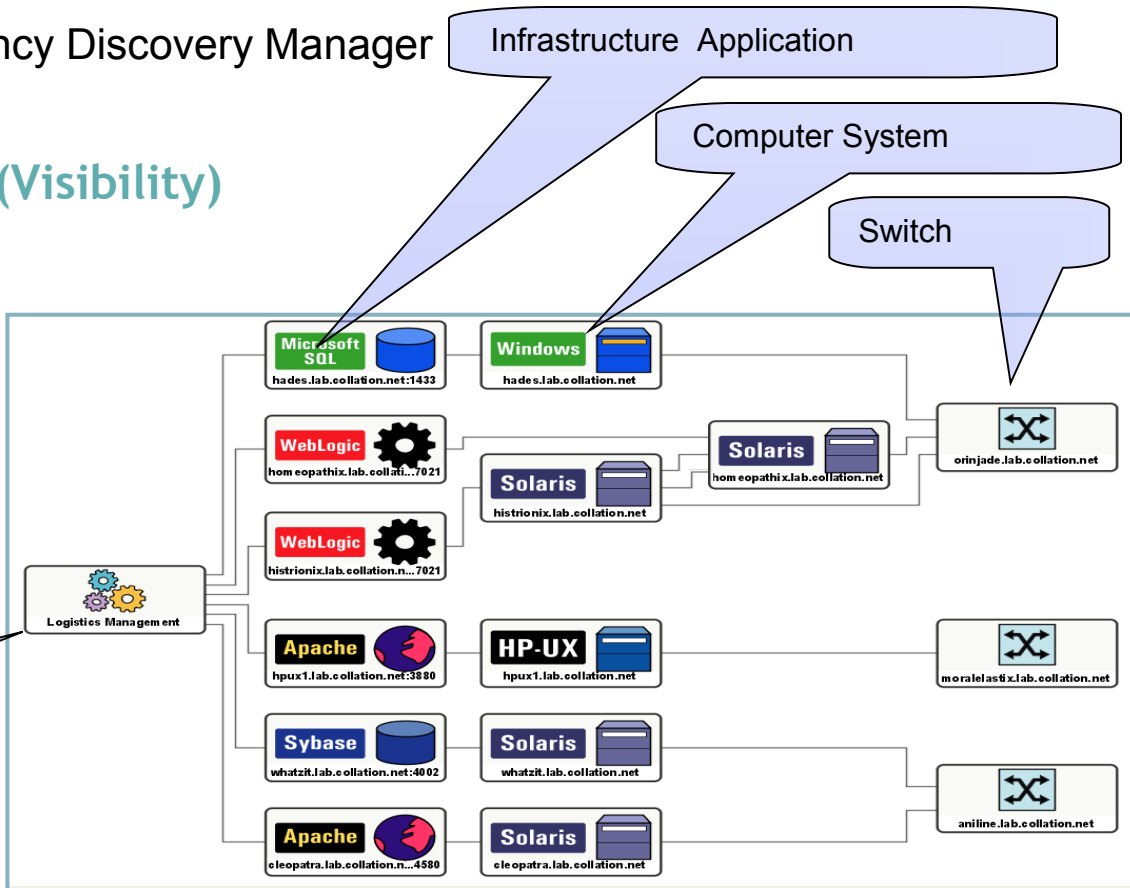 ncy Discovery Manager
Infrastructure Application
Computer System
(Visibility)
Switch
Microsoft
SQL
hades.lab.collation.net:1433
Windows
hades.lab.collation.net
orinjade.lab.collation.net
WebLogic
homeopathix.lab.collati...7021
Solaris
homeopathix.lab.collation.net
Solaris
histrionix.lab.collation.net
WebLogic
histrionix.lab.collation.n...7021
Logistics Management
Apache
hpux1.lab.collation.net:3880
HP-UX
hpux1.lab.collation.net
moralelastix.lab.collation.net
Sybase
whatzit.lab.collation.net:4002
Solaris
whatzit.lab.collation.net
aniline.lab.collation.net
Apache
cleopatra.lab.collation.n...4580
Solaris
cleopatra.lab.collation.net